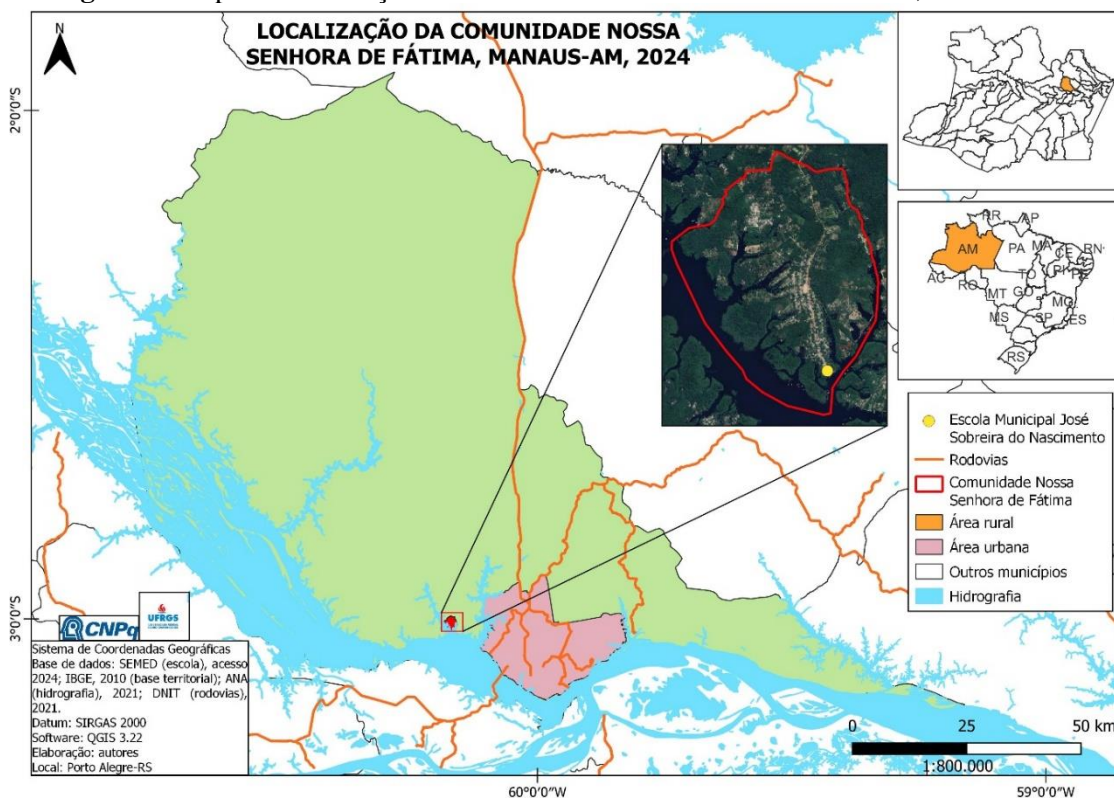 LOCALIZAÇÃO DA COMUNIDADE NOSSA
SENHORA DE FÁTIMA, MANAUS-AM, 2024
N
2°0'0"S
3°0'0"S
60°0'0"W
59°0'0"W
RR
AP
AM
PA
MA
CE
RN
PI
PE
AC
RO
TO
MT
GO
MG
MS
SP
ES
RS
Escola Municipal José
Sobreira do Nascimento
Rodovias
Comunidade Nossa
Senhora de Fátima
Área rural
Área urbana
Outros municípios
Hidrografia
CNPq
UFRGS
Sistema de Coordenadas Geográficas
Base de dados: SEMED (escola), acesso
2024; IBGE, 2010 (base territorial); ANA
(hidrografia), 2021; DNIT (rodovias),
2021.
Datum: SIRGAS 2000
Software: QGIS 3.22
Elaboração: autores
Local: Porto Alegre-RS
0 25 50 km
1:800.000